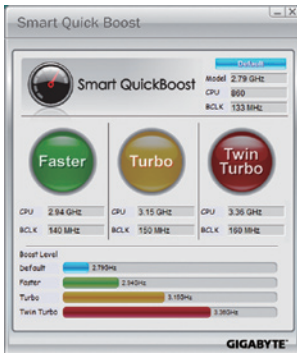 Smart Quick Boost
Default
Smart QuickBoost
Model 2.79 GHz
CPU 860
BCLK 133 MHz
Faster
Turbo
Twin Turbo
CPU 2.94 GHz CPU 3.15 GHz CPU 3.36 GHz
BCLK 140 MHz BCLK 150 MHz BCLK 160 MHz
Boost Level
Default 2.79GHz
Faster 2.94GHz
Turbo 3.15GHz
Twin Turbo 3.36GHz
GIGABYTE™